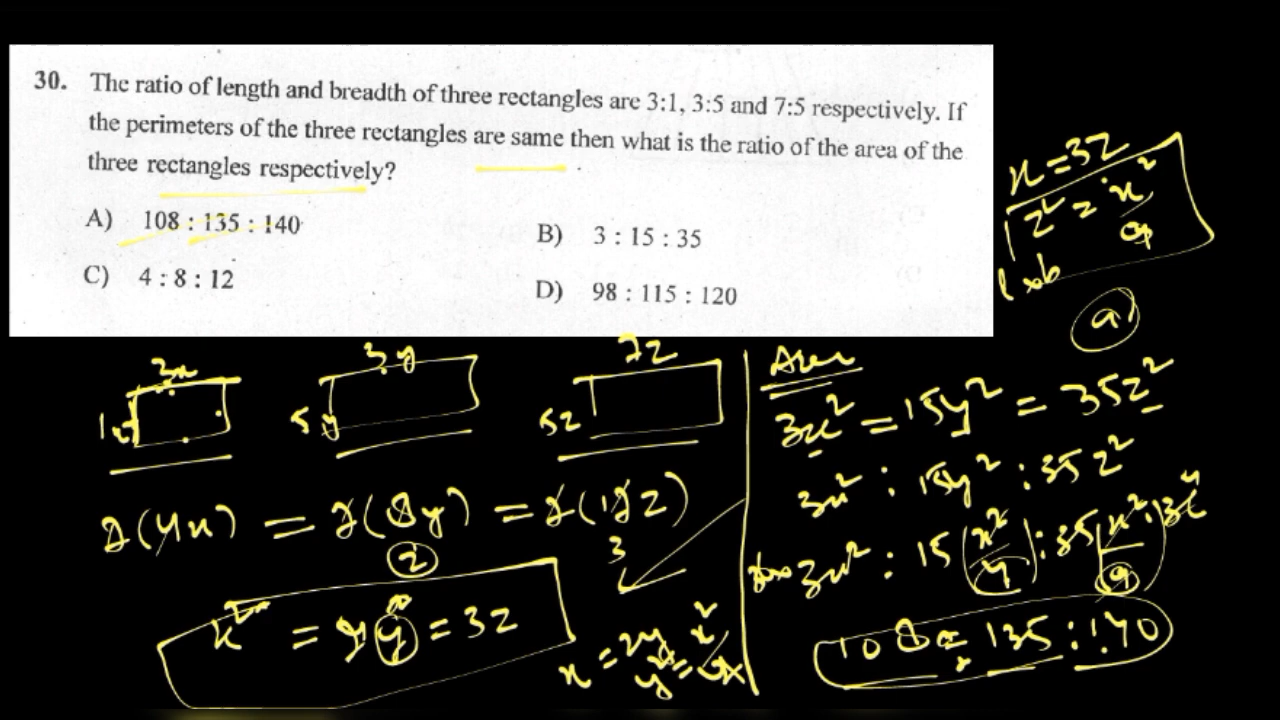 30. The ratio of length and breadth of three rectangles are 3:1, 3:5 and 7:5 respectively. If
the perimeters of the three rectangles are same then what is the ratio of the area of the
three rectangles respectively?
A) 108 : 135 : 140
B) 3 : 15 : 35
C) 4 : 8 : 12
D) 98 : 115 : 120
x = 3z
z² = x²/9
l×b
a)
3x
3y
7z
1x
5y
5z
2(4x) = 2(8y) = 2(12z)
2
3
x = 2y = 3z
x = 2y
Area
3x² = 15y² = 35z²
3x² : 15y² : 35z²
3x² : 15 (x²/4) : 35 (x²/9)
108 : 135 : 140